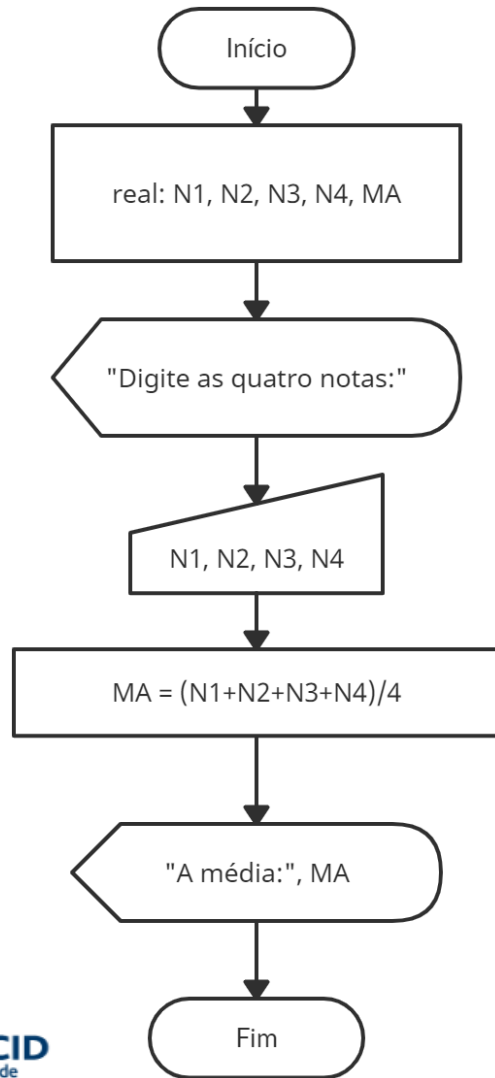 Início
real: N1, N2, N3, N4, MA
"Digite as quatro notas:"
N1, N2, N3, N4
MA = (N1+N2+N3+N4)/4
"A média:", MA
Fim
CID
de